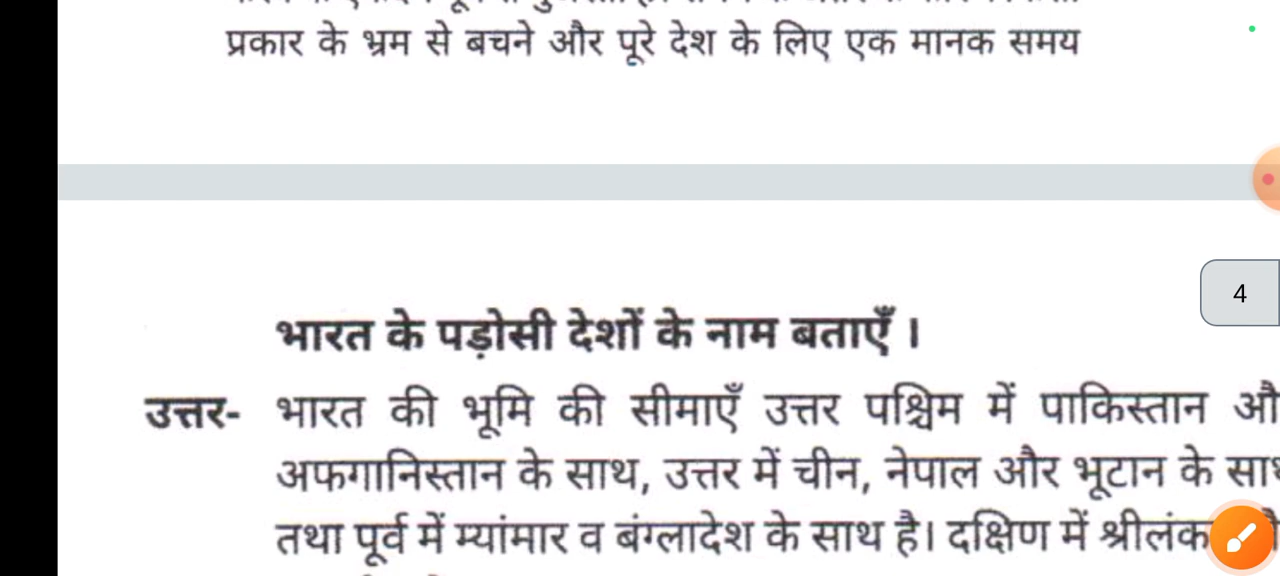 प्रकार के भ्रम से बचने और पूरे देश के लिए एक मानक समय
4
भारत के पड़ोसी देशों के नाम बताएँ ।
उत्तर- भारत की भूमि की सीमाएँ उत्तर पश्चिम में पाकिस्तान
अफगानिस्तान के साथ, उत्तर में चीन, नेपाल और भूटान के
तथा पूर्व में म्यांमार व बंग्लादेश के साथ है। दक्षिण में